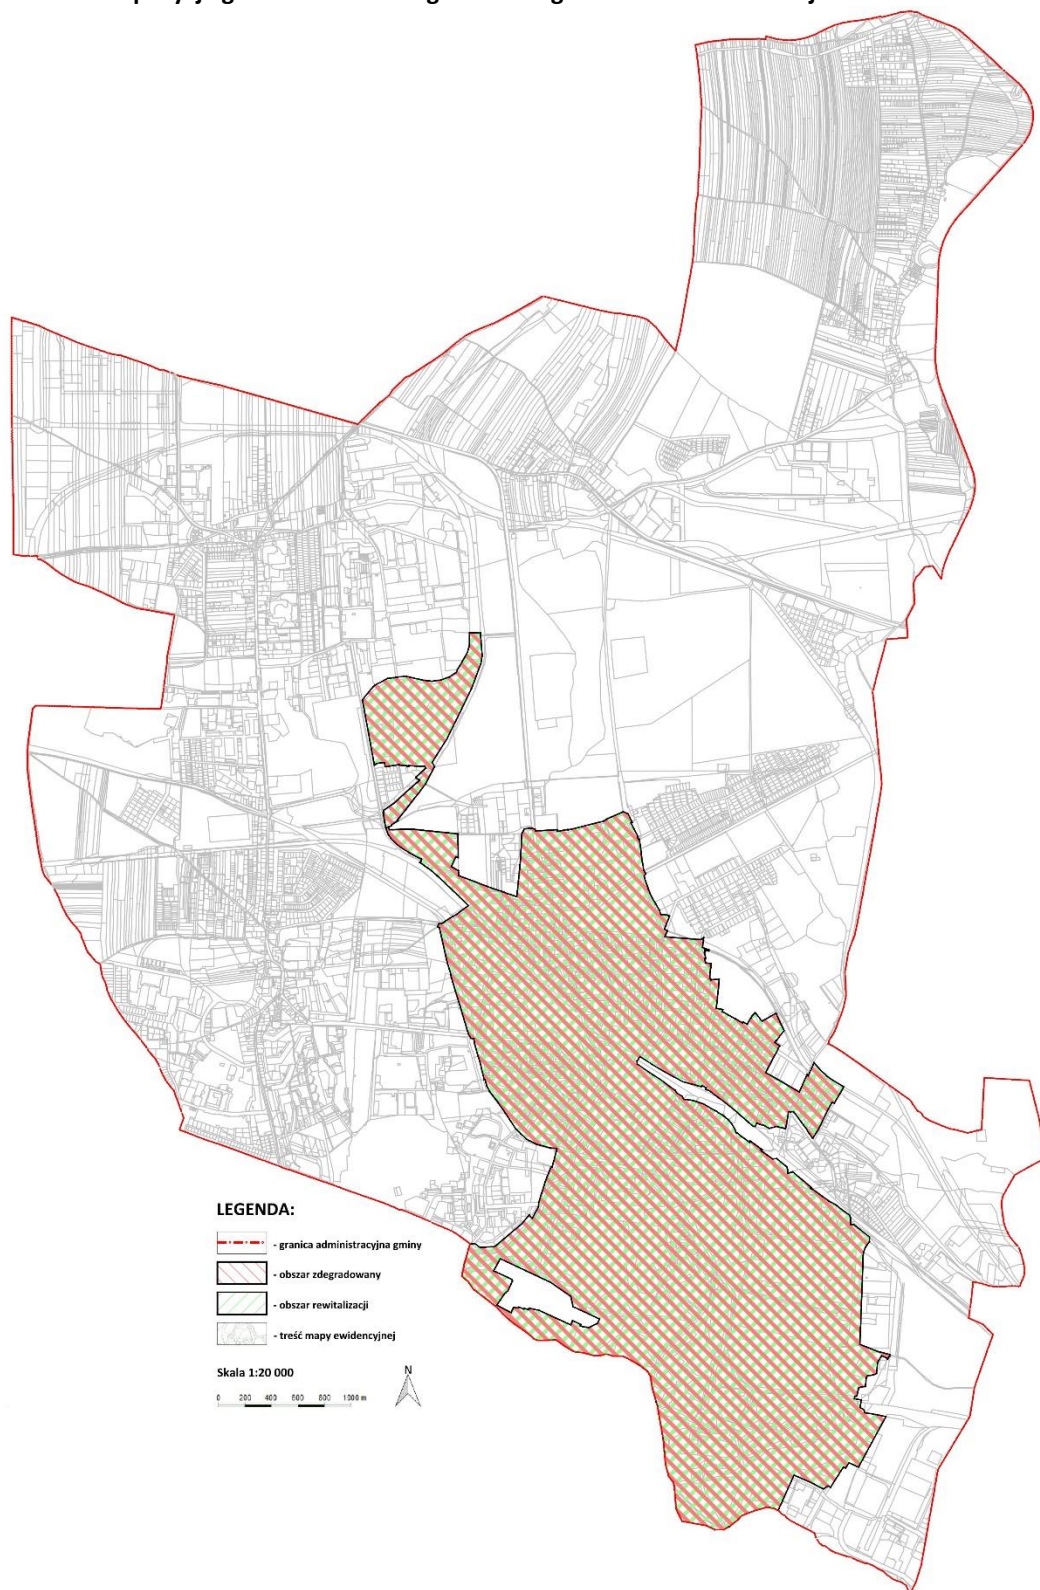 LEGENDA:
- granica administracyjna gminy
- obszar zdegradowany
- obszar rewitalizacji
- treść mapy ewidencyjnej
Skala 1:20 000
N
0 200 400 600 800 1000 m